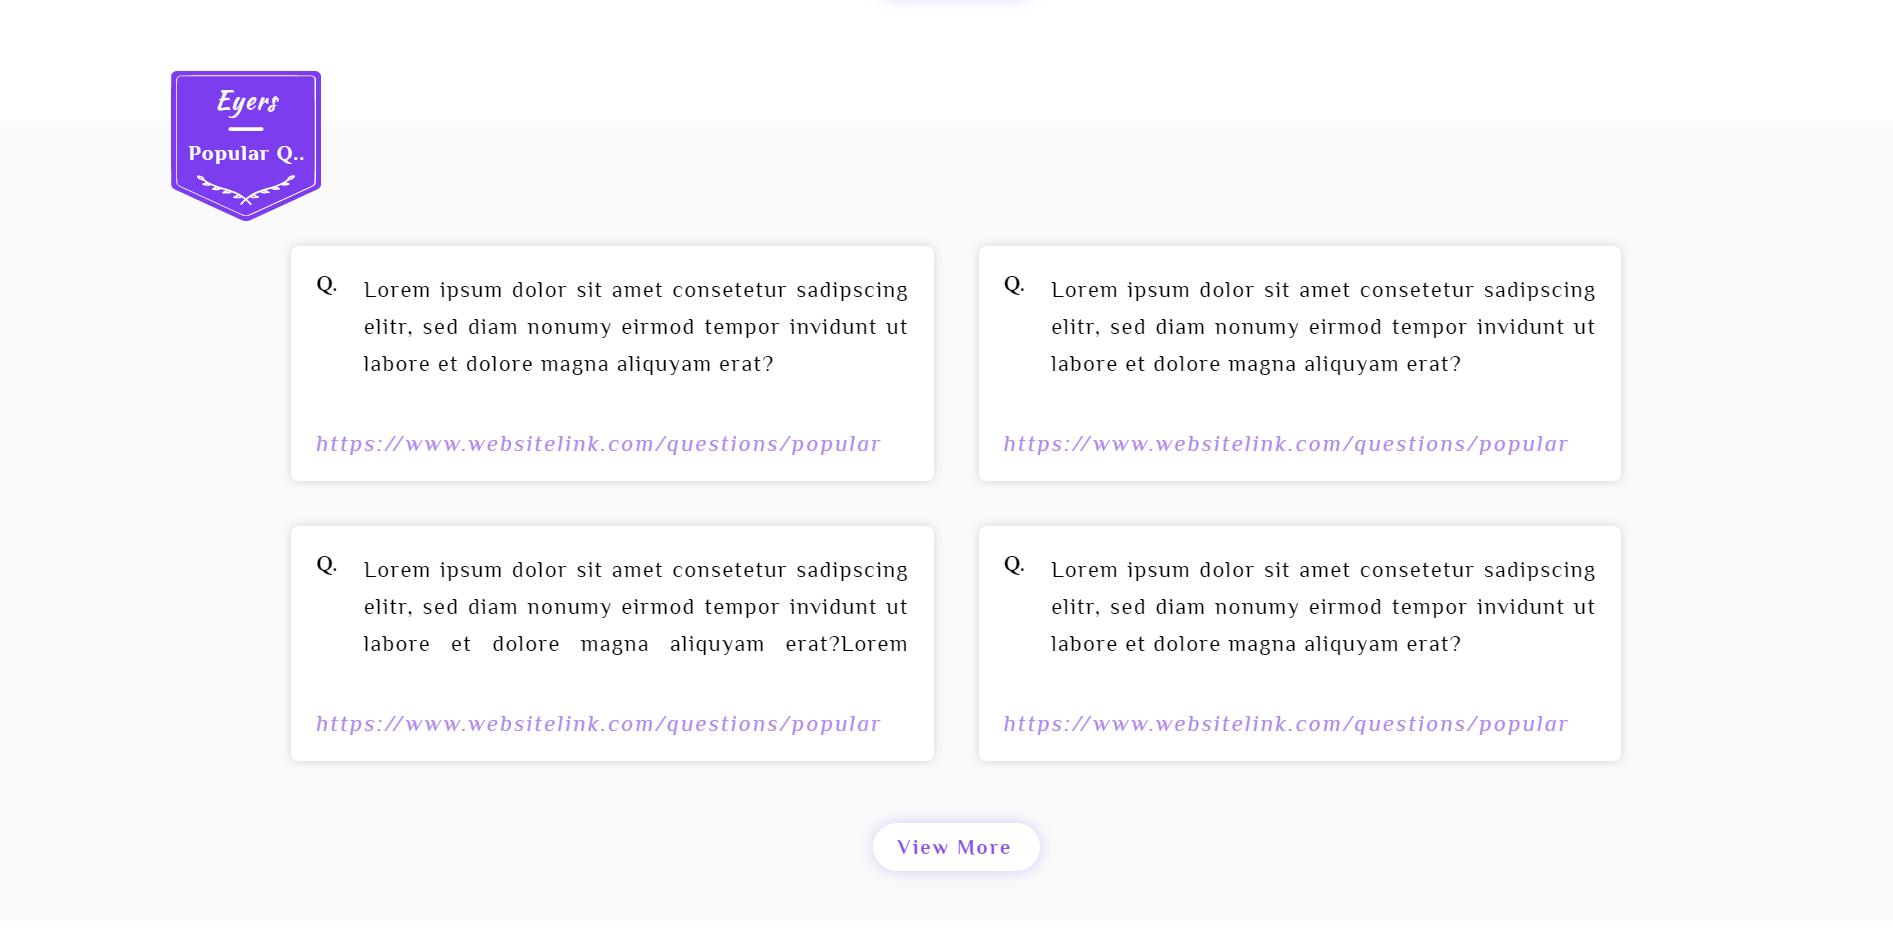 Eyers
Popular Q..
Q.
Lorem ipsum dolor sit amet consetetur sadipscing
elitr, sed diam nonumy eirmod tempor invidunt ut
labore et dolore magna aliquyam erat?
https://www.websitelink.com/questions/popular
Q.
Lorem ipsum dolor sit amet consetetur sadipscing
elitr, sed diam nonumy eirmod tempor invidunt ut
labore et dolore magna aliquyam erat?
https://www.websitelink.com/questions/popular
Q.
Lorem ipsum dolor sit amet consetetur sadipscing
elitr, sed diam nonumy eirmod tempor invidunt ut
labore et dolore magna aliquyam erat?Lorem
https://www.websitelink.com/questions/popular
Q.
Lorem ipsum dolor sit amet consetetur sadipscing
elitr, sed diam nonumy eirmod tempor invidunt ut
labore et dolore magna aliquyam erat?
https://www.websitelink.com/questions/popular
View More